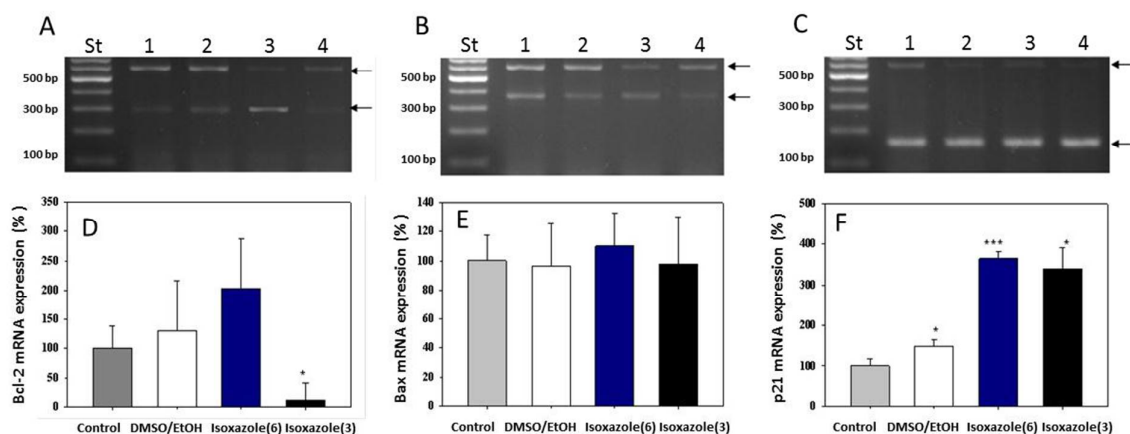 A
St 1 2 3 4
500 bp
300 bp
100 bp
B
St 1 2 3 4
500 bp
300 bp
100 bp
C
St 1 2 3 4
500 bp
300 bp
100 bp
D
Bcl-2 mRNA expression (%)
350
300
250
200
150
100
50
0
*
Control DMSO/EtOH Isoxazole(6) Isoxazole(3)
E
Bax mRNA expression (%)
140
120
100
80
60
40
20
0
Control DMSO/EtOH Isoxazole(6) Isoxazole(3)
F
p21 mRNA expression (%)
500
400
300
200
100
0
*
***
*
Control DMSO/EtOH Isoxazole(6) Isoxazole(3)